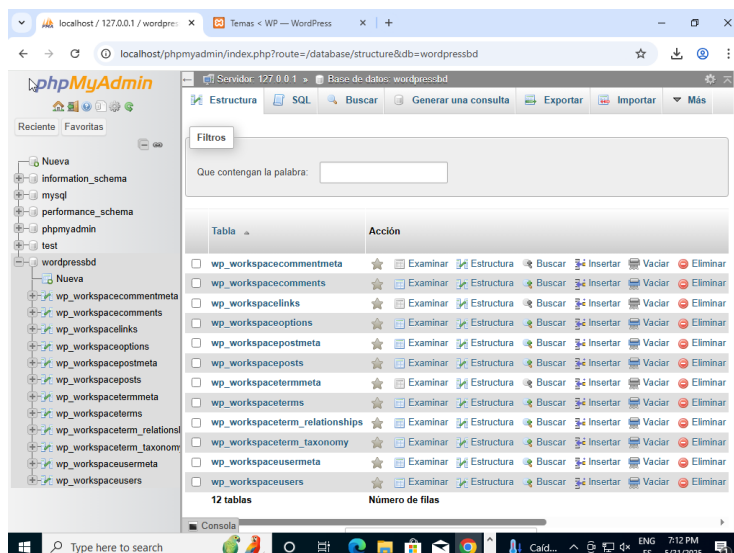 localhost / 127.0.0.1 / wordpres
Temas < WP — WordPress
localhost/phpmyadmin/index.php?route=/database/structure&db=wordpressbd
phpMyAdmin
Reciente Favoritas
Nueva
information_schema
mysql
performance_schema
phpmyadmin
test
wordpressbd
Nueva
wp_workspacecommentmeta
wp_workspacecomments
wp_workspacelinks
wp_workspaceoptions
wp_workspacepostmeta
wp_workspaceposts
wp_workspacetermmeta
wp_workspaceterms
wp_workspaceterm_relationsl
wp_workspaceterm_taxonom
wp_workspaceusermeta
wp_workspaceusers
Servidor: 127.0.0.1 » Base de datos: wordpressbd
Estructura SQL Buscar Generar una consulta Exportar Importar Más
Filtros
Que contengan la palabra:
Tabla Acción
wp_workspacecommentmeta Examinar Estructura Buscar Insertar Vaciar Eliminar
wp_workspacecomments Examinar Estructura Buscar Insertar Vaciar Eliminar
wp_workspacelinks Examinar Estructura Buscar Insertar Vaciar Eliminar
wp_workspaceoptions Examinar Estructura Buscar Insertar Vaciar Eliminar
wp_workspacepostmeta Examinar Estructura Buscar Insertar Vaciar Eliminar
wp_workspaceposts Examinar Estructura Buscar Insertar Vaciar Eliminar
wp_workspacetermmeta Examinar Estructura Buscar Insertar Vaciar Eliminar
wp_workspaceterms Examinar Estructura Buscar Insertar Vaciar Eliminar
wp_workspaceterm_relationships Examinar Estructura Buscar Insertar Vaciar Eliminar
wp_workspaceterm_taxonomy Examinar Estructura Buscar Insertar Vaciar Eliminar
wp_workspaceusermeta Examinar Estructura Buscar Insertar Vaciar Eliminar
wp_workspaceusers Examinar Estructura Buscar Insertar Vaciar Eliminar
12 tablas Número de filas
Consola
Type here to search
Caíd...
ENG 7:12 PM